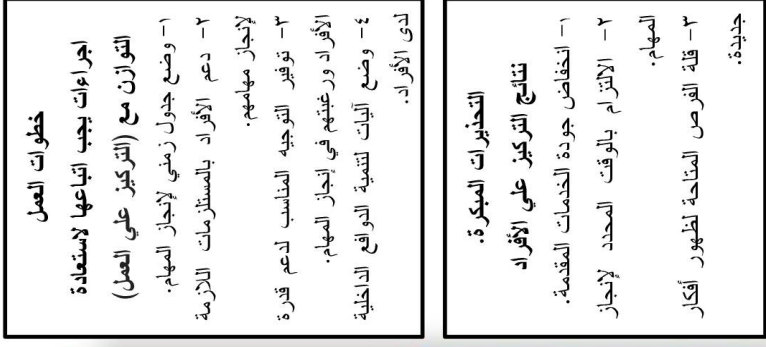 خطوات العمل
اجراءات يجب اتباعها لاستعادة
التوازن مع (التركيز علي العمل)
١- وضع جدول زمني لإنجاز المهام.
٢- دعم الأفراد بالمستلزمات اللازمة
لإنجاز مهامهم.
٣- توفير التوجيه المناسب لدعم قدرة
الأفراد ورغبتهم في إنجاز المهام.
٤- وضع آليات لتنمية الدوافع الداخلية
لدى الأفراد.
التحذيرات المبكرة.
نتائج التركيز علي الأفراد
١- انخفاض جودة الخدمات المقدمة.
٢- الالتزام بالوقت المحدد لإنجاز
المهام.
٣- قلة الفرص المتاحة لظهور أفكار
جديدة.